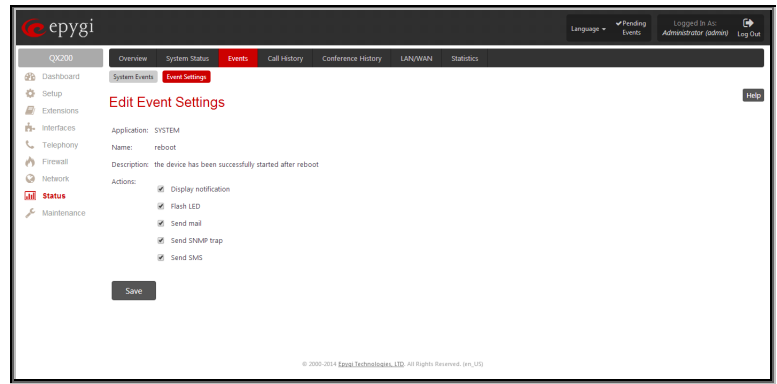 epygi
Language
Pending Events
Logged In As:
Administrator (admin)
Log Out
QX200
Dashboard
Setup
Extensions
Interfaces
Telephony
Firewall
Network
Status
Maintenance
Overview System Status Events Call History Conference History LAN/WAN Statistics
System Events Event Settings
Edit Event Settings
Help
Application: SYSTEM
Name: reboot
Description: the device has been successfully started after reboot
Actions:
Display notification
Flash LED
Send mail
Send SNMP trap
Send SMS
Save
© 2000-2014 Epygi Technologies, LTD. All Rights Reserved. (en_US)